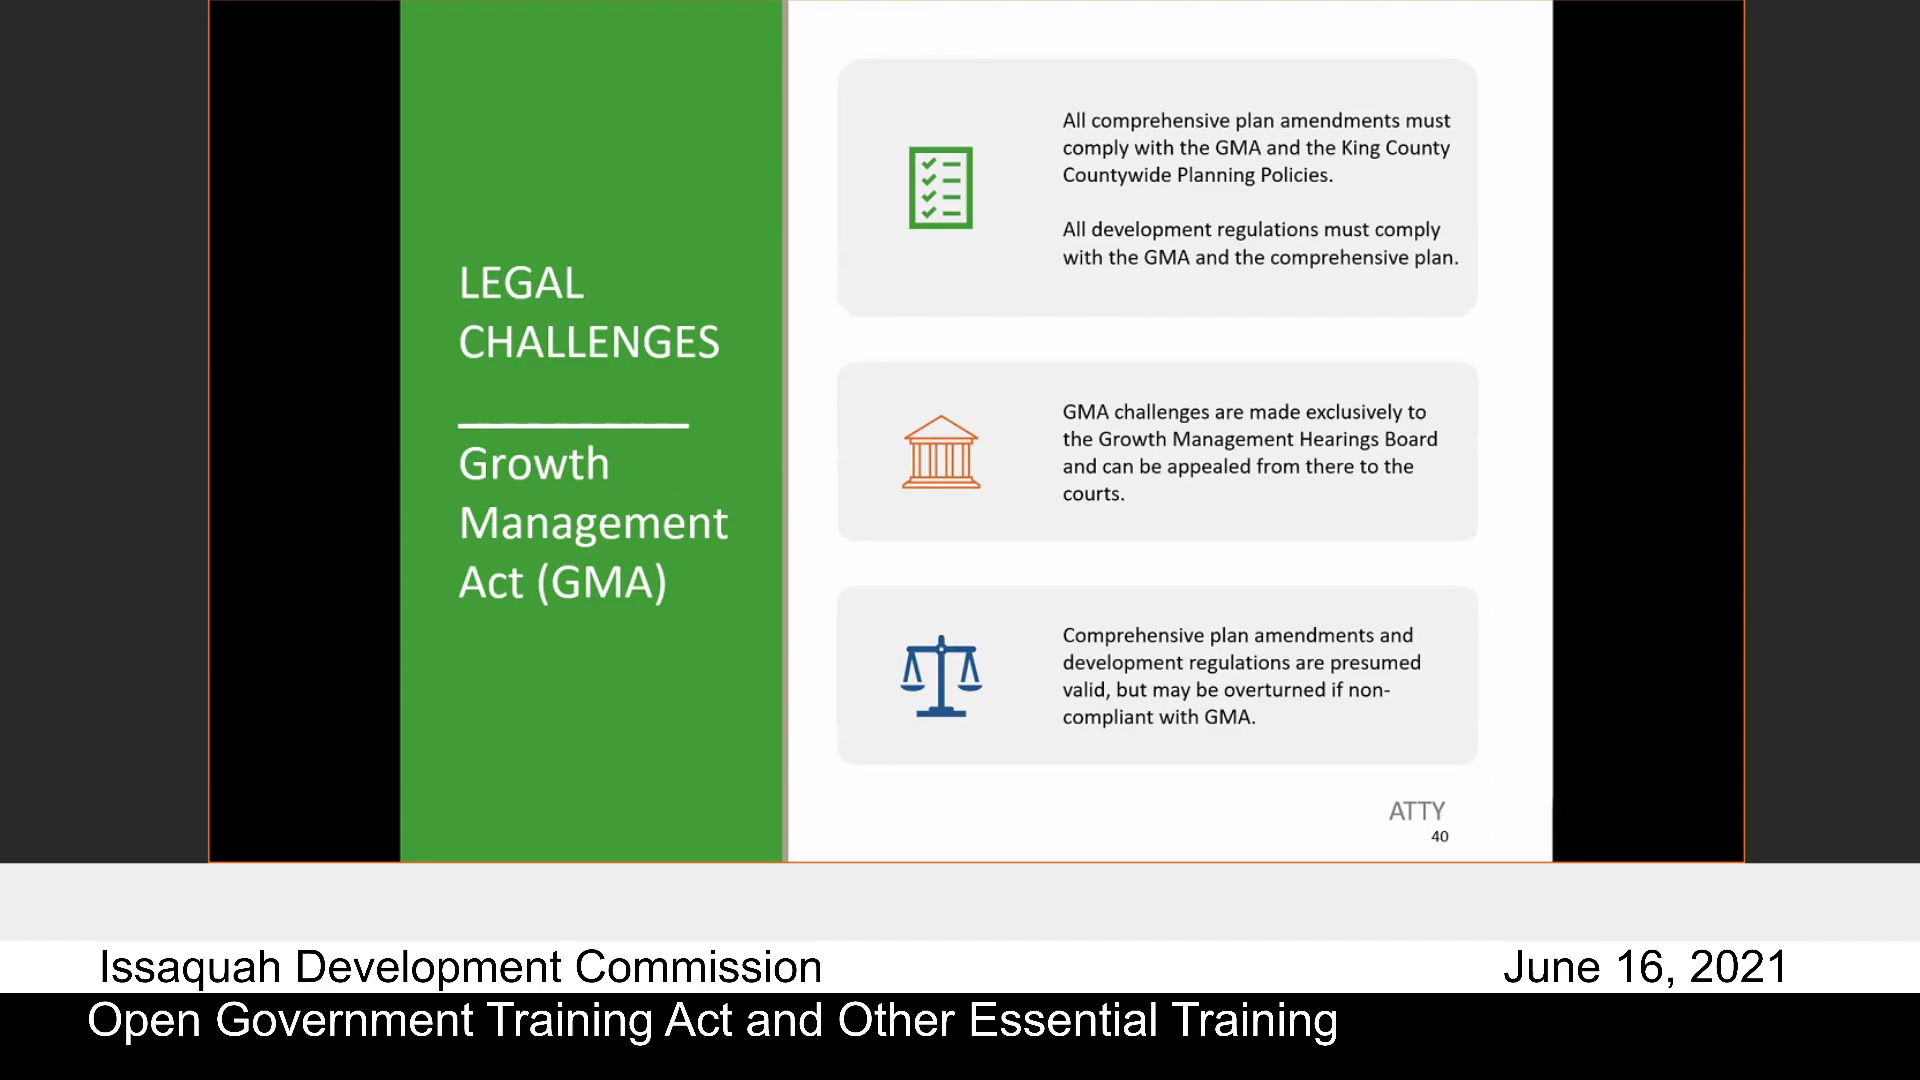 LEGAL
CHALLENGES
Growth
Management
Act (GMA)
All comprehensive plan amendments must
comply with the GMA and the King County
Countywide Planning Policies.
All development regulations must comply
with the GMA and the comprehensive plan.
GMA challenges are made exclusively to
the Growth Management Hearings Board
and can be appealed from there to the
courts.
Comprehensive plan amendments and
development regulations are presumed
valid, but may be overturned if non-
compliant with GMA.
ATTY
40
Issaquah Development Commission
June 16, 2021
Open Government Training Act and Other Essential Training